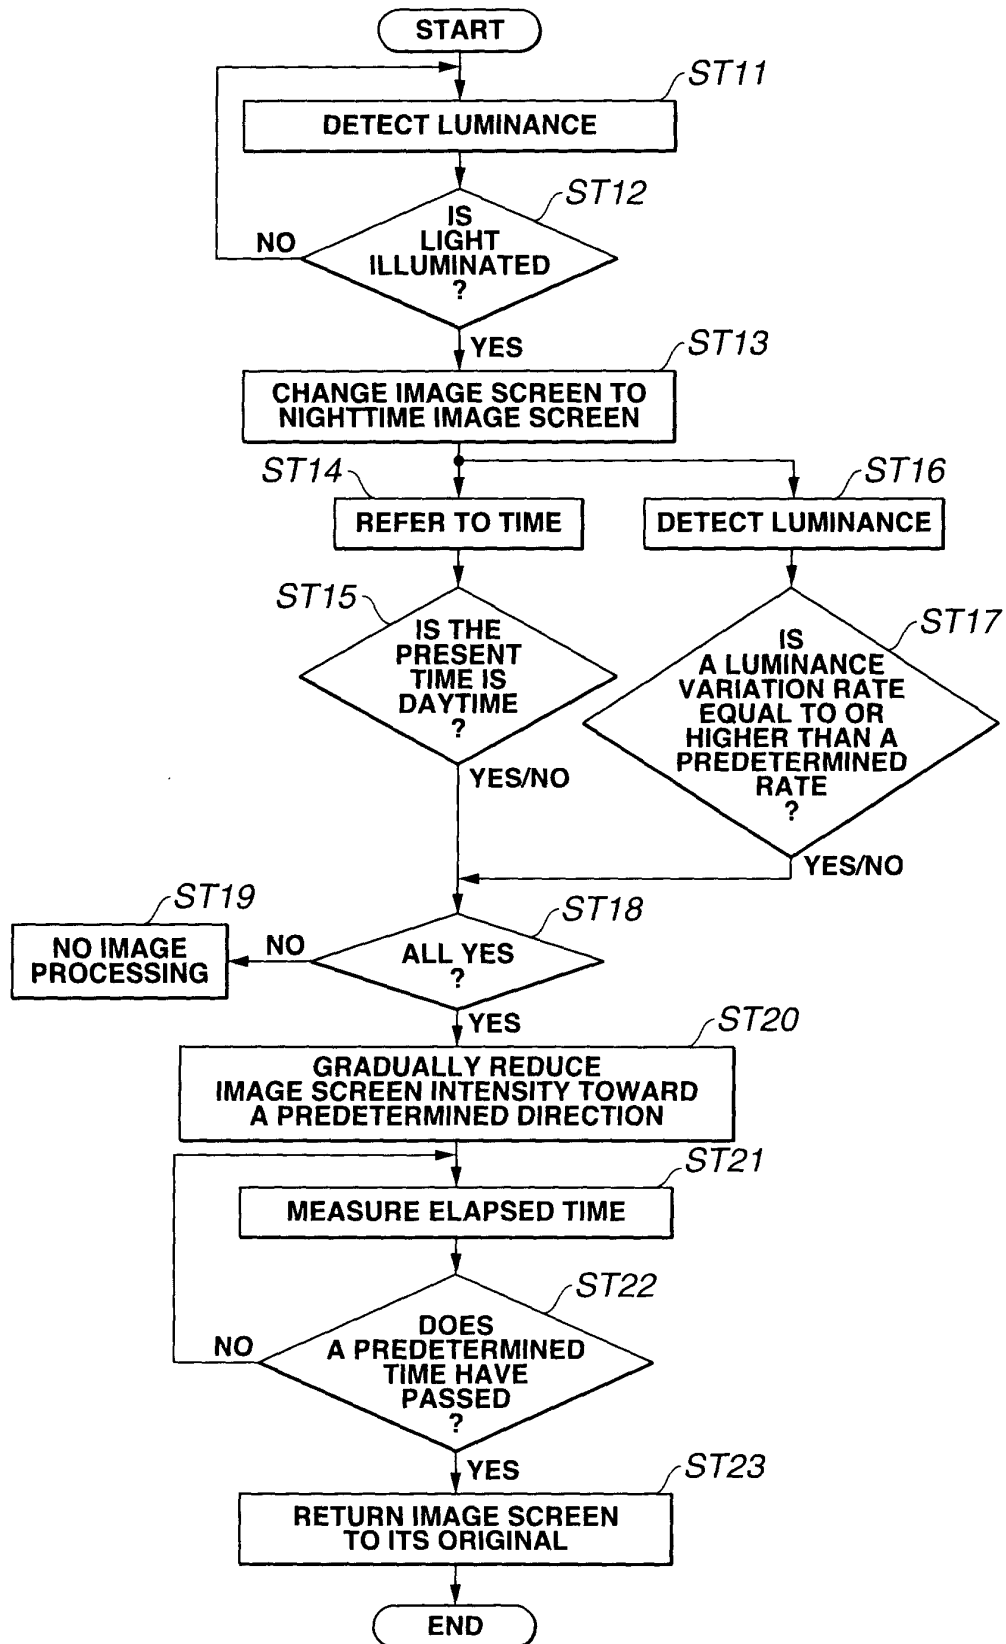 START
ST11
DETECT LUMINANCE
ST12
IS
LIGHT
ILLUMINATED
?
NO
YES
ST13
CHANGE IMAGE SCREEN TO
NIGHTTIME IMAGE SCREEN
ST14
REFER TO TIME
ST16
DETECT LUMINANCE
ST15
IS THE
PRESENT
TIME IS
DAYTIME
?
YES/NO
ST17
IS
A LUMINANCE
VARIATION RATE
EQUAL TO OR
HIGHER THAN A
PREDETERMINED
RATE
?
YES/NO
ST18
ALL YES
?
NO
ST19
NO IMAGE
PROCESSING
YES
ST20
GRADUALLY REDUCE
IMAGE SCREEN INTENSITY TOWARD
A PREDETERMINED DIRECTION
ST21
MEASURE ELAPSED TIME
ST22
DOES
A PREDETERMINED
TIME HAVE
PASSED
?
NO
YES
ST23
RETURN IMAGE SCREEN
TO ITS ORIGINAL
END